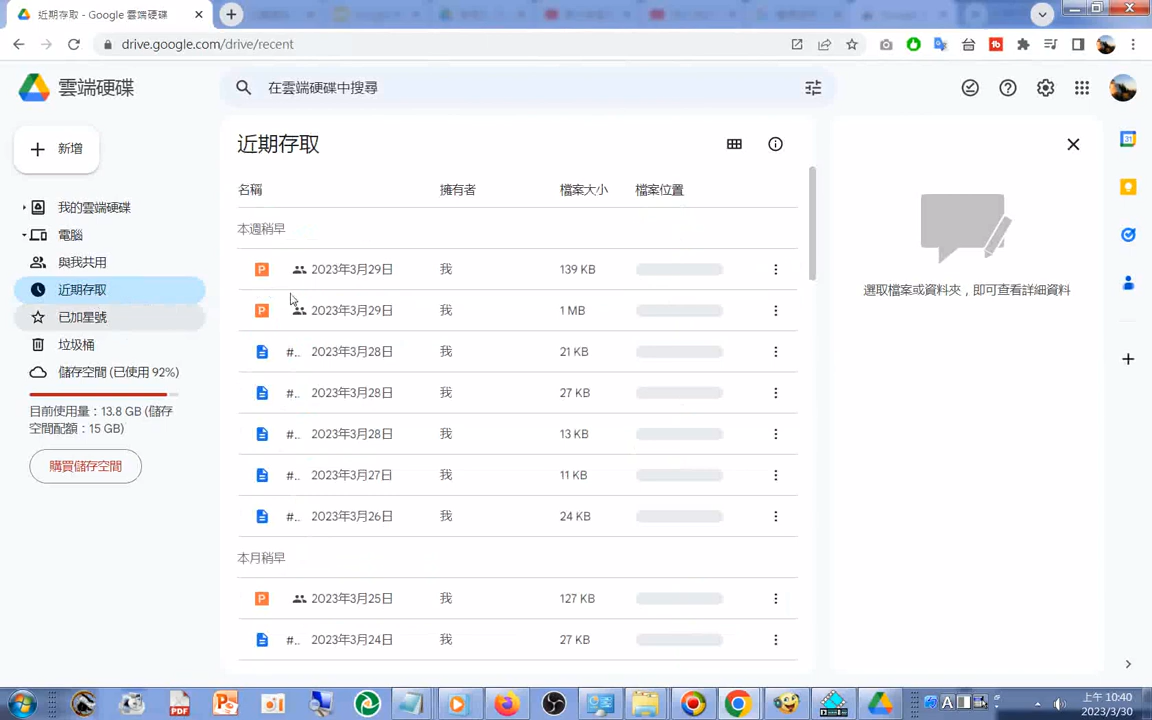 近期存取 - Google 雲端硬碟
drive.google.com/drive/recent
雲端硬碟
在雲端硬碟中搜尋
新增
我的雲端硬碟
電腦
與我共用
近期存取
已加星號
垃圾桶
儲存空間 (已使用 92%)
目前使用量：13.8 GB (儲存
空間配額：15 GB)
購買儲存空間
近期存取
名稱 擁有者 檔案大小 檔案位置
本週稍早
P 2023年3月29日 我 139 KB
P 2023年3月29日 我 1 MB
#.. 2023年3月28日 我 21 KB
#.. 2023年3月28日 我 27 KB
#.. 2023年3月28日 我 13 KB
#.. 2023年3月27日 我 11 KB
#.. 2023年3月26日 我 24 KB
本月稍早
P 2023年3月25日 我 127 KB
#.. 2023年3月24日 我 27 KB
選取檔案或資料夾，即可查看詳細資料
31
PDF
A
上午 10:40
2023/3/30